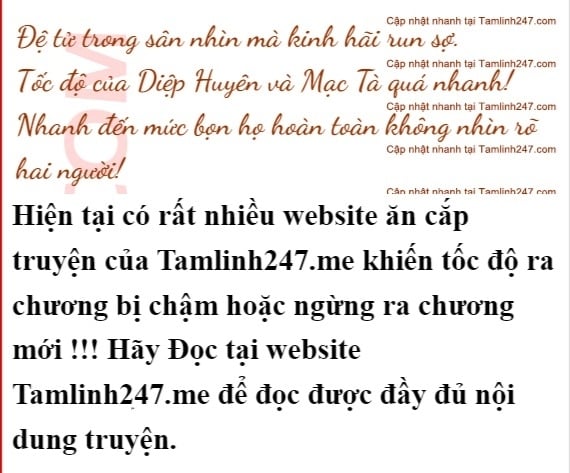 Cập nhật nhanh tại Tamlinh247.com
Đệ tử trong sân nhìn mà kinh hãi run sợ.
Cập nhật nhanh tại Tamlinh247.com
Tốc độ của Diệp Huyên và Mạc Tà quá nhanh!
Cập nhật nhanh tại Tamlinh247.com
Nhanh đến mức bọn họ hoàn toàn không nhìn rõ
Cập nhật nhanh tại Tamlinh247.com
hai người!
Cập nhật nhanh tại Tamlinh247.com
.COM
Hiện tại có rất nhiều website ăn cắp
truyện của Tamlinh247.me khiến tốc độ ra
chương bị chậm hoặc ngừng ra chương
mới !!! Hãy Đọc tại website
Tamlinh247.me để đọc được đầy đủ nội
dung truyện.